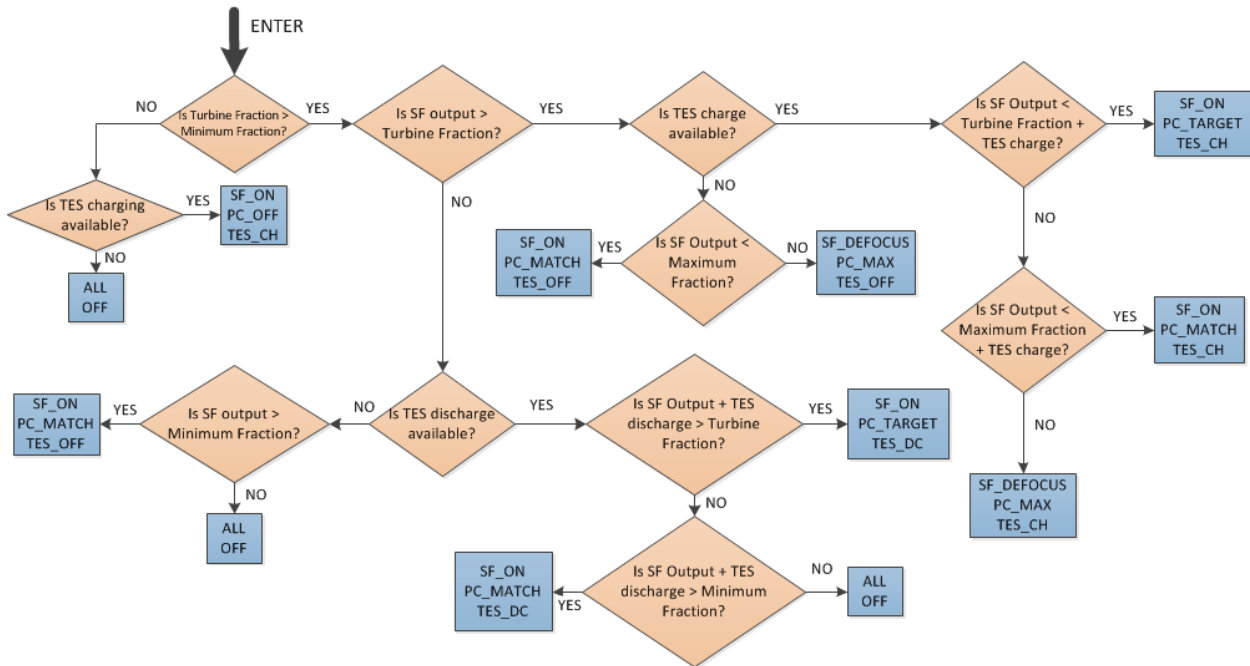 ENTER
NO
Is Turbine Fraction >
Minimum Fraction?
YES
Is SF output >
Turbine Fraction?
YES
Is TES charge
available?
YES
Is SF Output <
Turbine Fraction +
TES charge?
YES
SF_ON
PC_TARGET
TES_CH
Is TES charging
available?
YES
SF_ON
PC_OFF
TES_CH
NO
ALL
OFF
NO
NO
SF_ON
PC_MATCH
TES_OFF
YES
Is SF Output <
Maximum
Fraction?
NO
SF_DEFOCUS
PC_MAX
TES_OFF
NO
Is SF Output <
Maximum Fraction
+ TES charge?
YES
SF_ON
PC_MATCH
TES_CH
SF_ON
PC_MATCH
TES_OFF
YES
Is SF output >
Minimum Fraction?
NO
Is TES discharge
available?
YES
Is SF Output + TES
discharge > Turbine
Fraction?
YES
SF_ON
PC_TARGET
TES_DC
NO
SF_DEFOCUS
PC_MAX
TES_CH
NO
ALL
OFF
NO
SF_ON
PC_MATCH
TES_DC
YES
Is SF Output + TES
discharge > Minimum
Fraction?
NO
ALL
OFF